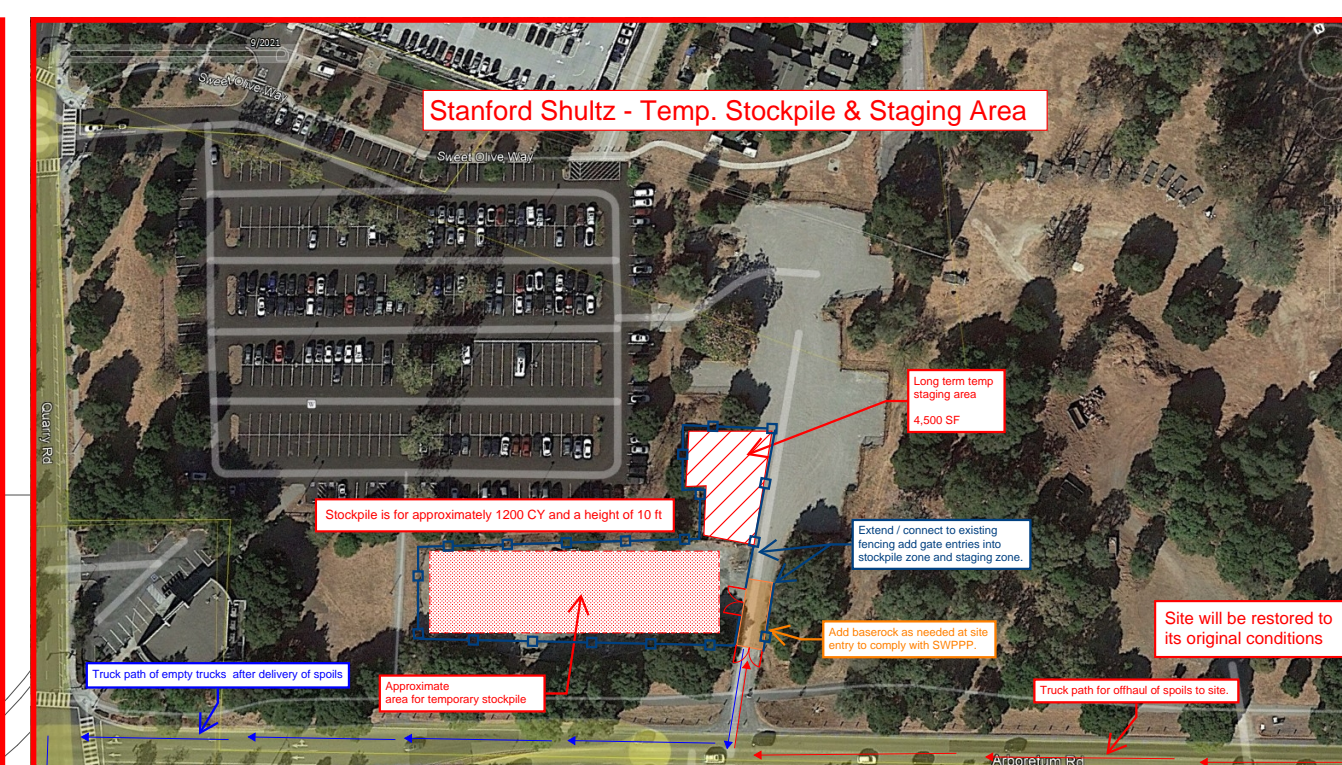 9/2021
Sweet Olive Way
Stanford Shultz - Temp. Stockpile & Staging Area
Sweet Olive Way
Long term temp
staging area
4,500 SF
Quarry Rd
Stockpile is for approximately 1200 CY and a height of 10 ft
Extend / connect to existing
fencing add gate entries into
stockpile zone and staging zone.
Site will be restored to
its original conditions
Add baserock as needed at site
entry to comply with SWPPP.
Truck path of empty trucks after delivery of spoils
Approximate
area for temporary stockpile
Truck path for offhaul of spoils to site.
Arboretum Rd